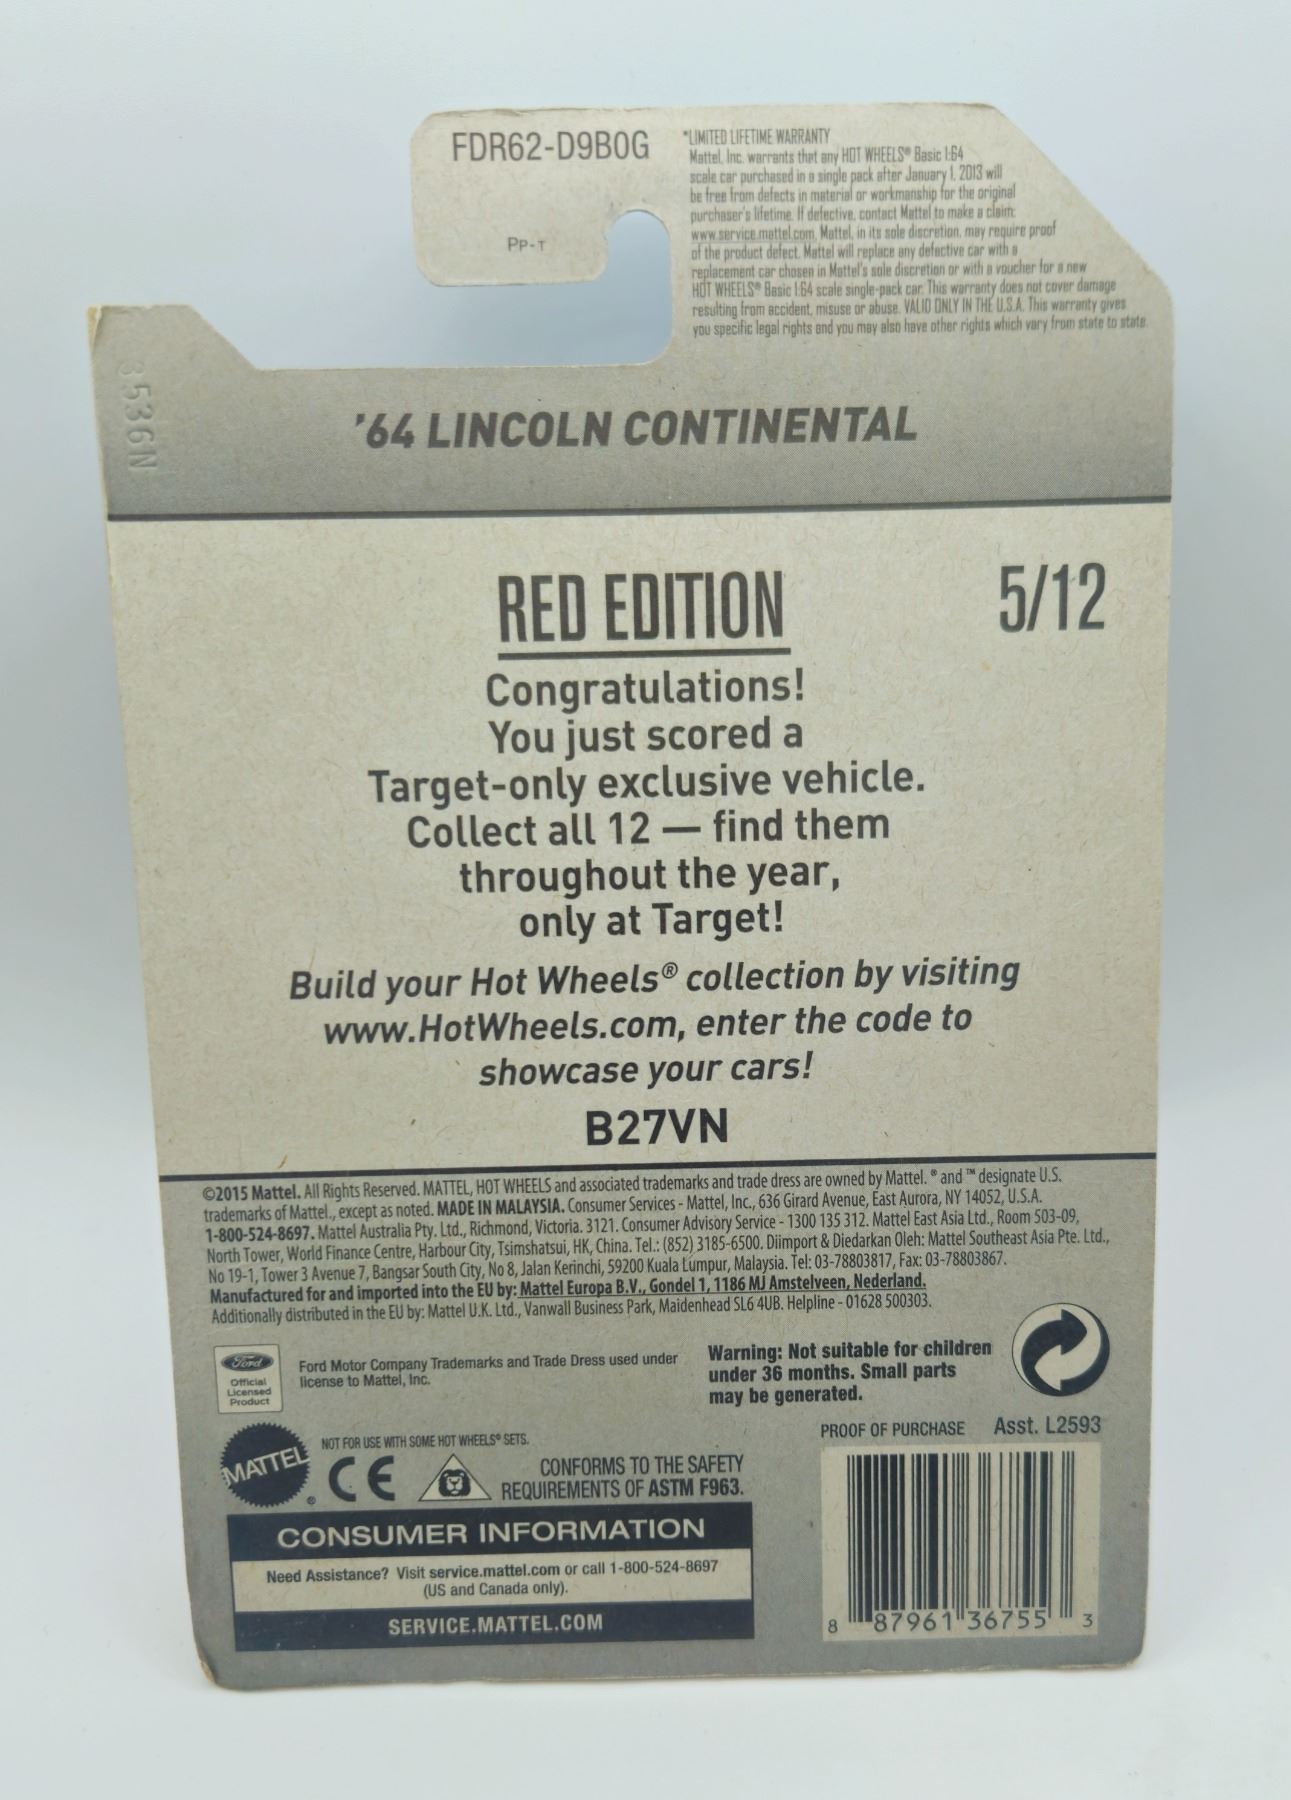 FDR62-D9B0G
PP-T
*LIMITED LIFETIME WARRANTY
Mattel, Inc. warrants that any HOT WHEELS® Basic 1:64
scale car purchased in a single pack after January 1, 2013 will
be free from defects in material or workmanship for the original
purchaser's lifetime. If defective, contact Mattel to make a claim:
www.service.mattel.com, Mattel, in its sole discretion, may require proof
of the product defect. Mattel will replace any defective car with a
replacement car chosen in Mattel's sole discretion or with a voucher for a new
HOT WHEELS® Basic 1:64 scale single-pack car. This warranty does not cover damage
resulting from accident, misuse or abuse. VALID ONLY IN THE U.S.A. This warranty gives
you specific legal rights and you may also have other rights which vary from state to state.
3536N
'64 LINCOLN CONTINENTAL
RED EDITION
5/12
Congratulations!
You just scored a
Target-only exclusive vehicle.
Collect all 12 — find them
throughout the year,
only at Target!
Build your Hot Wheels® collection by visiting
www.HotWheels.com, enter the code to
showcase your cars!
B27VN
©2015 Mattel. All Rights Reserved. MATTEL, HOT WHEELS and associated trademarks and trade dress are owned by Mattel. ® and ™ designate U.S.
trademarks of Mattel., except as noted. MADE IN MALAYSIA. Consumer Services - Mattel, Inc., 636 Girard Avenue, East Aurora, NY 14052, U.S.A.
1-800-524-8697. Mattel Australia Pty. Ltd., Richmond, Victoria. 3121. Consumer Advisory Service - 1300 135 312. Mattel East Asia Ltd., Room 503-09,
North Tower, World Finance Centre, Harbour City, Tsimshatsui, HK, China. Tel.: (852) 3185-6500. Diimport & Diedarkan Oleh: Mattel Southeast Asia Pte. Ltd.,
No 19-1, Tower 3 Avenue 7, Bangsar South City, No 8, Jalan Kerinchi, 59200 Kuala Lumpur, Malaysia. Tel: 03-78803817, Fax: 03-78803867.
Manufactured for and imported into the EU by: Mattel Europa B.V., Gondel 1, 1186 MJ Amstelveen, Nederland.
Additionally distributed in the EU by: Mattel U.K. Ltd., Vanwall Business Park, Maidenhead SL6 4UB. Helpline - 01628 500303.
Ford
Official
Licensed
Product
Ford Motor Company Trademarks and Trade Dress used under
license to Mattel, Inc.
Warning: Not suitable for children
under 36 months. Small parts
may be generated.
MATTEL®
NOT FOR USE WITH SOME HOT WHEELS® SETS.
CE
CONFORMS TO THE SAFETY
REQUIREMENTS OF ASTM F963.
PROOF OF PURCHASE
Asst. L2593
CONSUMER INFORMATION
Need Assistance? Visit service.mattel.com or call 1-800-524-8697
(US and Canada only).
SERVICE.MATTEL.COM
8 87961 36755 3